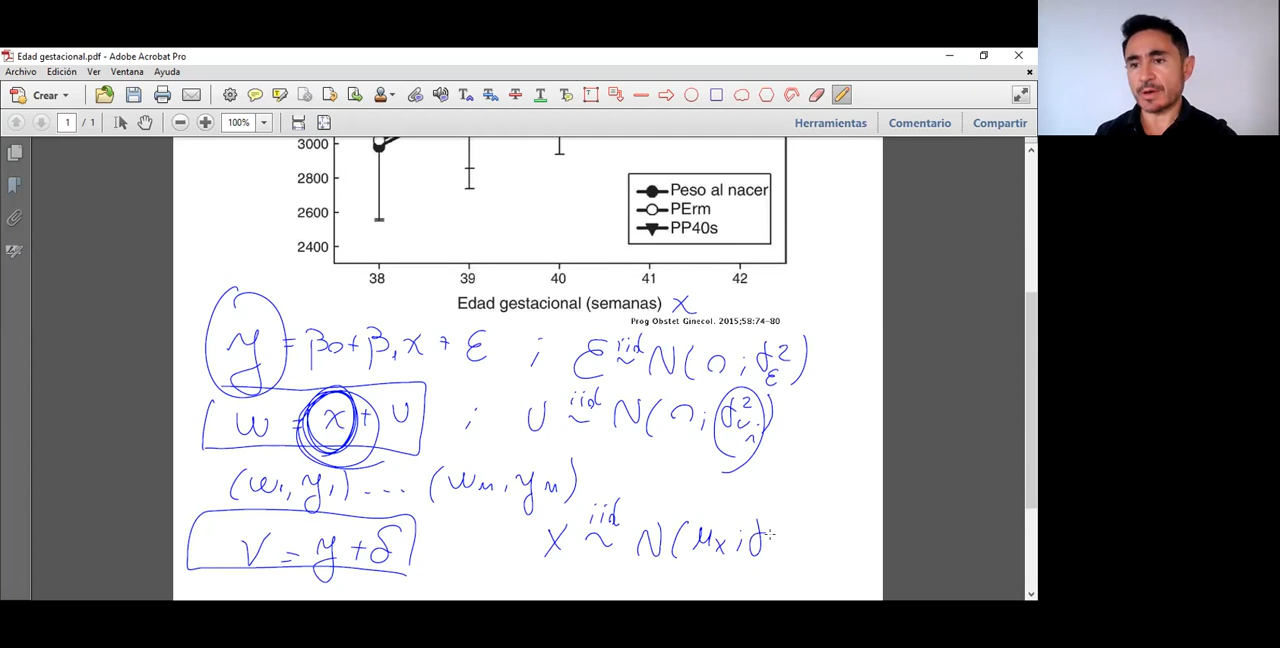 Edad gestacional.pdf - Adobe Acrobat Pro
Archivo Edición Ver Ventana Ayuda
Crear
1 / 1 100% Herramientas Comentario Compartir
3000
2800
2600
2400
Peso al nacer
PErm
PP40s
38 39 40 41 42
Edad gestacional (semanas) x
Prog Obstet Ginecol. 2015;58:74-80
y = β0 + β1 x + ε ; ε iid ~ N(0; σ²ε)
w = x + U ; U iid ~ N(0; σ²Ui)
(w1, y1) ... (wn, yn)
V = y + δ X iid ~ N(μx; σ